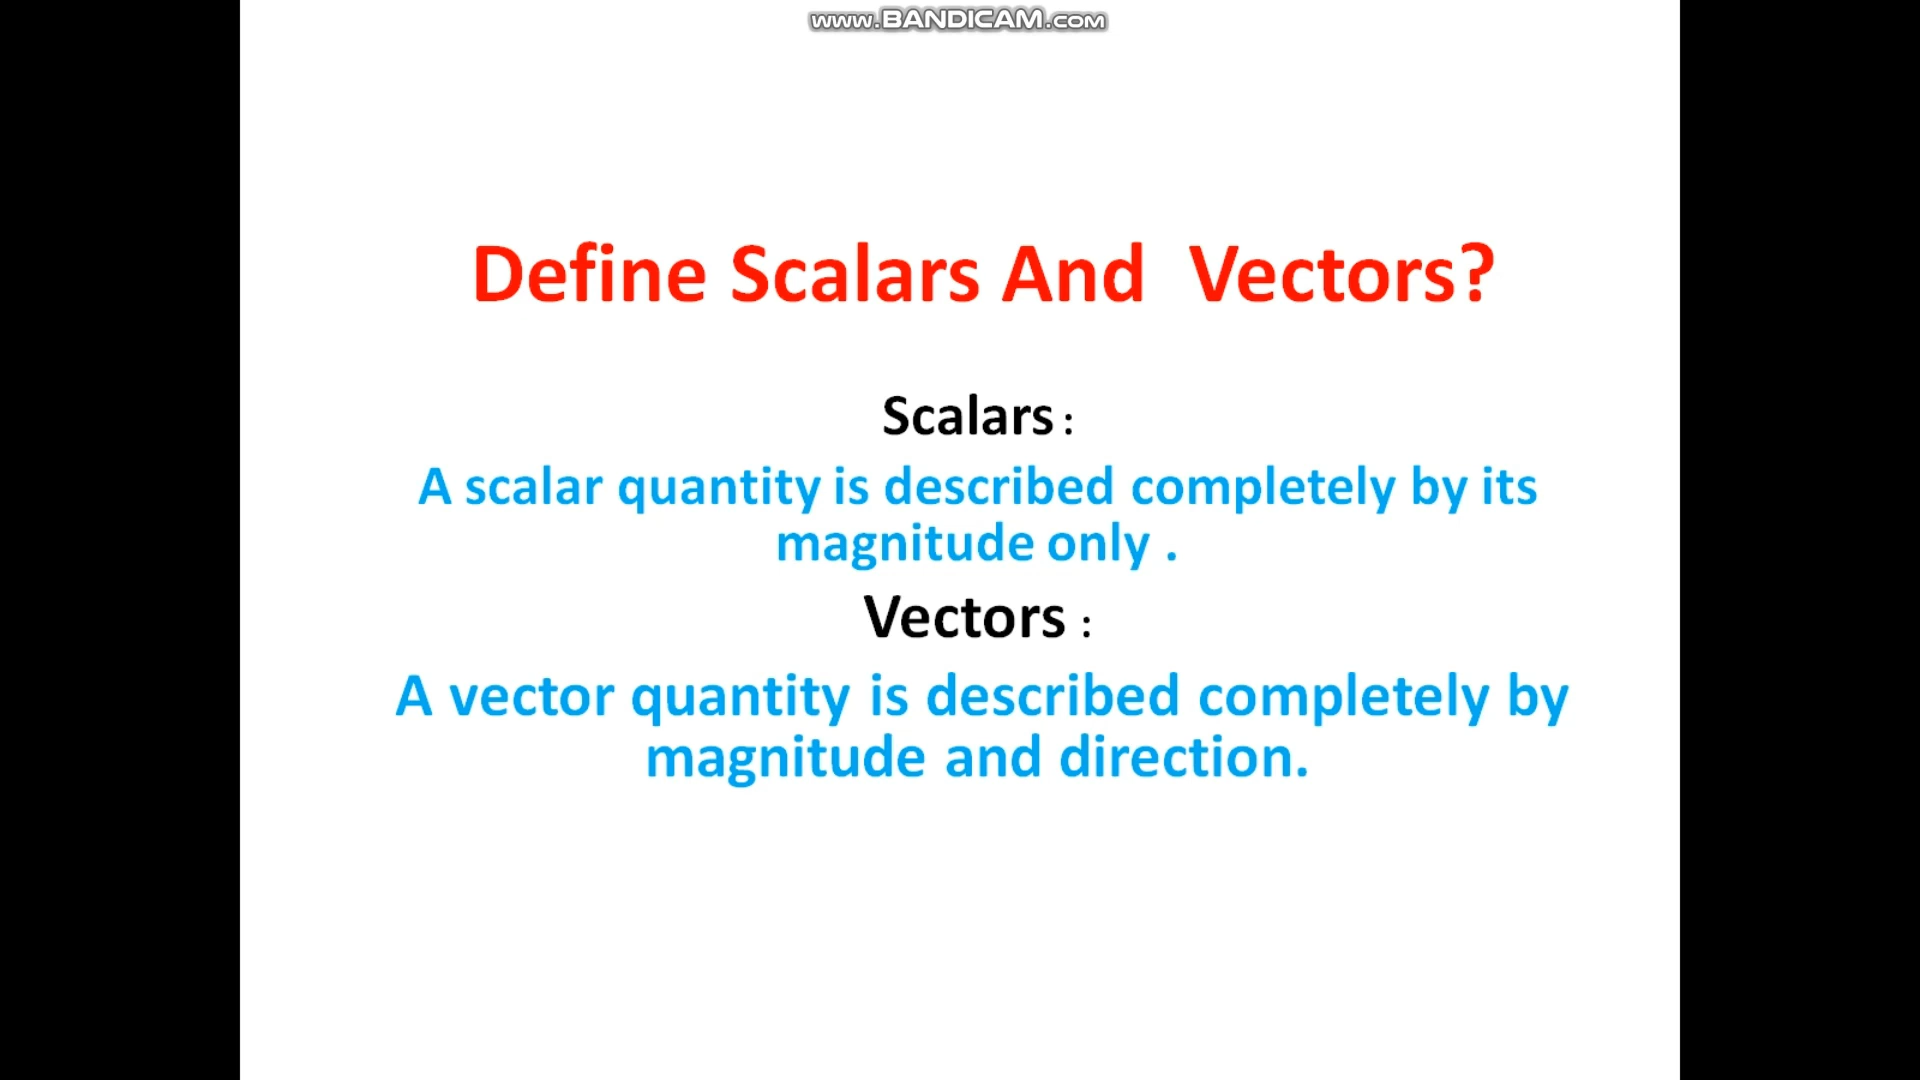 www.BANDICAM.com
Define Scalars And  Vectors?
Scalars :
A scalar quantity is described completely by its
magnitude only .
Vectors :
A vector quantity is described completely by
magnitude and direction.